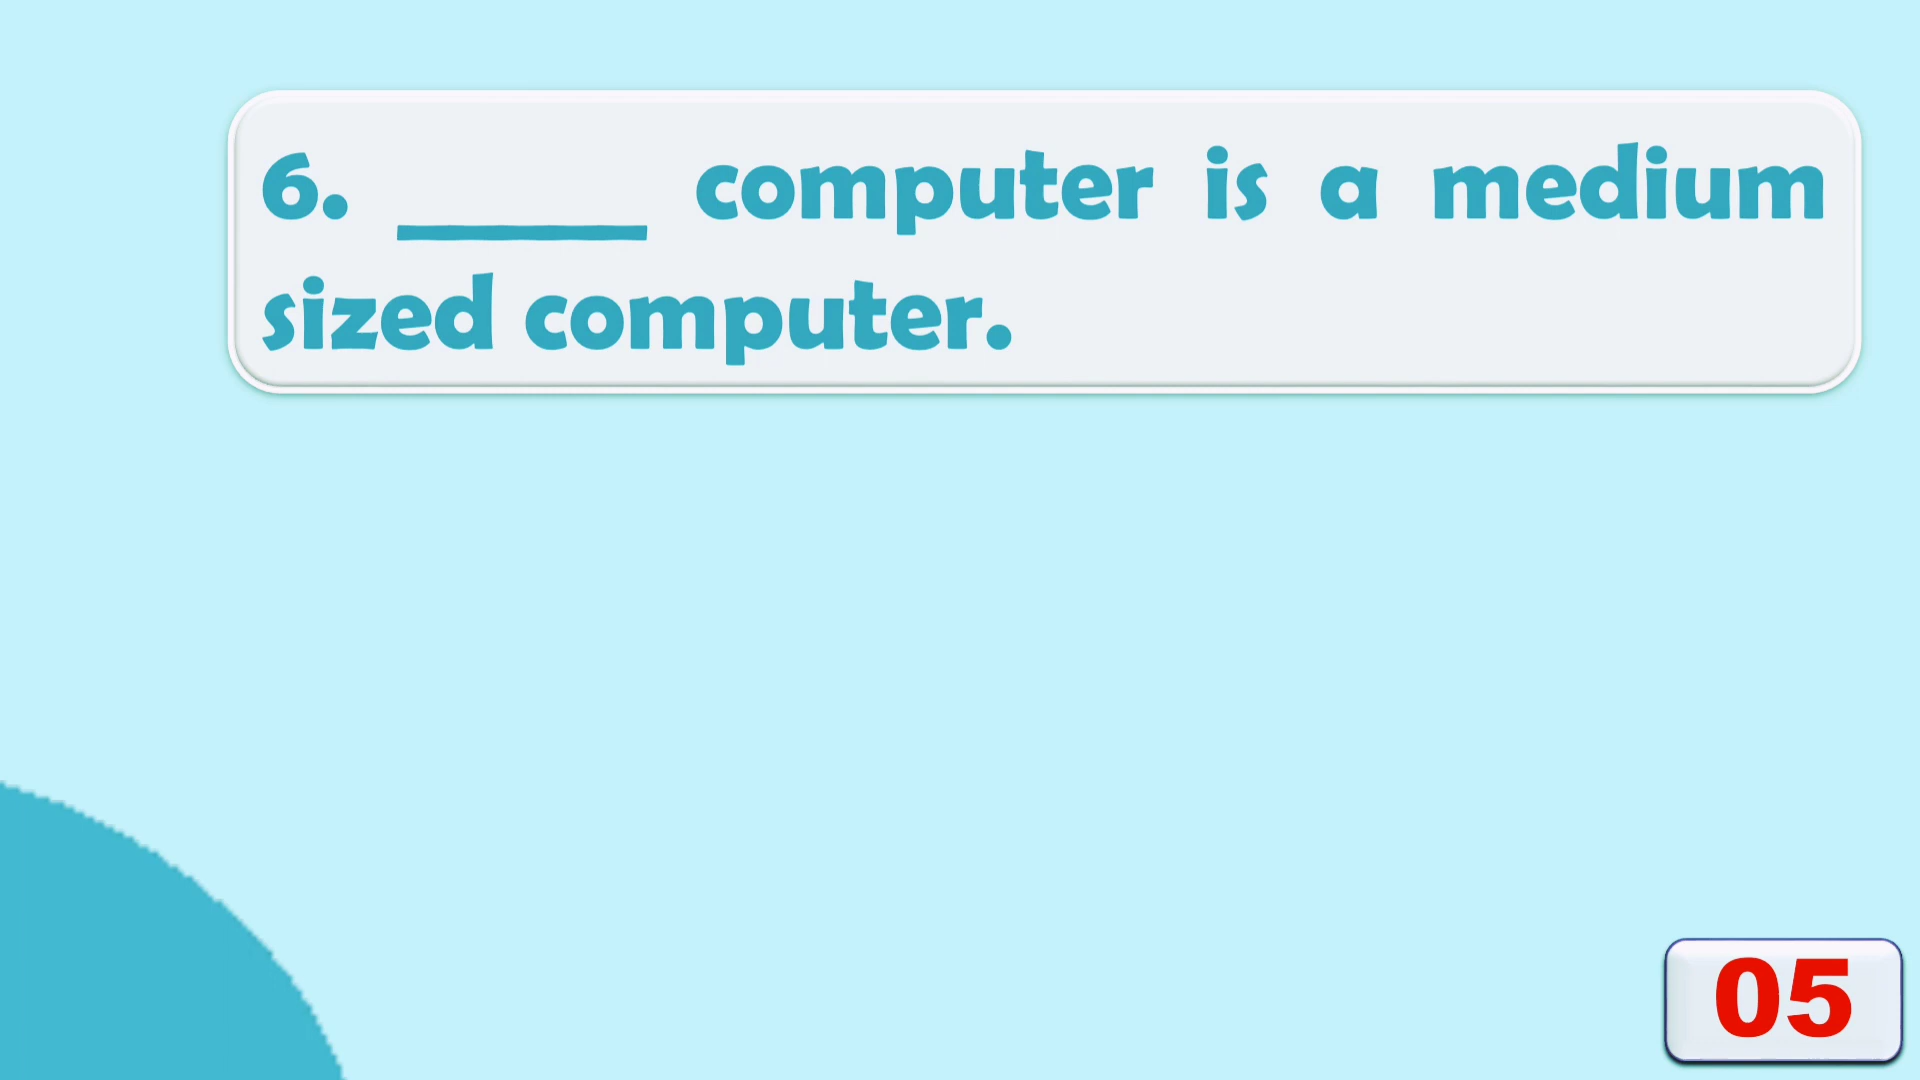 6. _____ computer is a medium
sized computer.
05